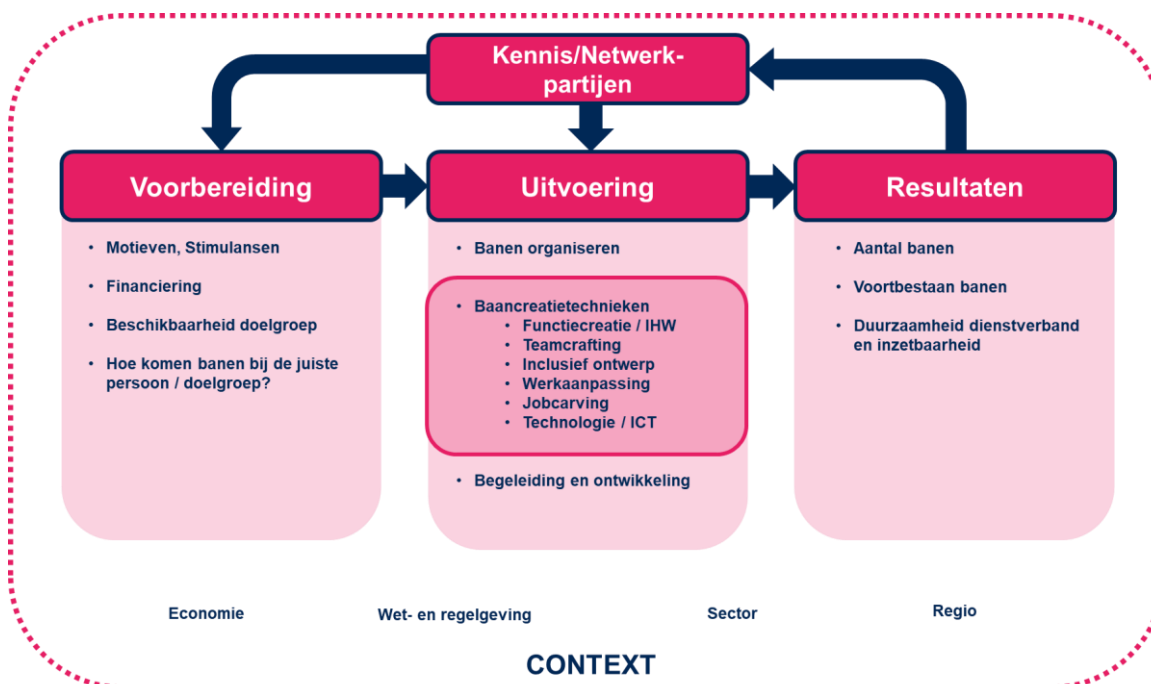 Kennis/Netwerk-
partijen
Voorbereiding
Motieven, Stimulansen
Financiering
Beschikbaarheid doelgroep
Hoe komen banen bij de juiste
persoon / doelgroep?
Uitvoering
Banen organiseren
Baancreatietechnieken
Functiecreatie / IHW
Teamcrafting
Inclusief ontwerp
Werkaanpassing
Jobcarving
Technologie / ICT
Begeleiding en ontwikkeling
Resultaten
Aantal banen
Voortbestaan banen
Duurzaamheid dienstverband
en inzetbaarheid
Economie
Wet- en regelgeving
Sector
Regio
CONTEXT